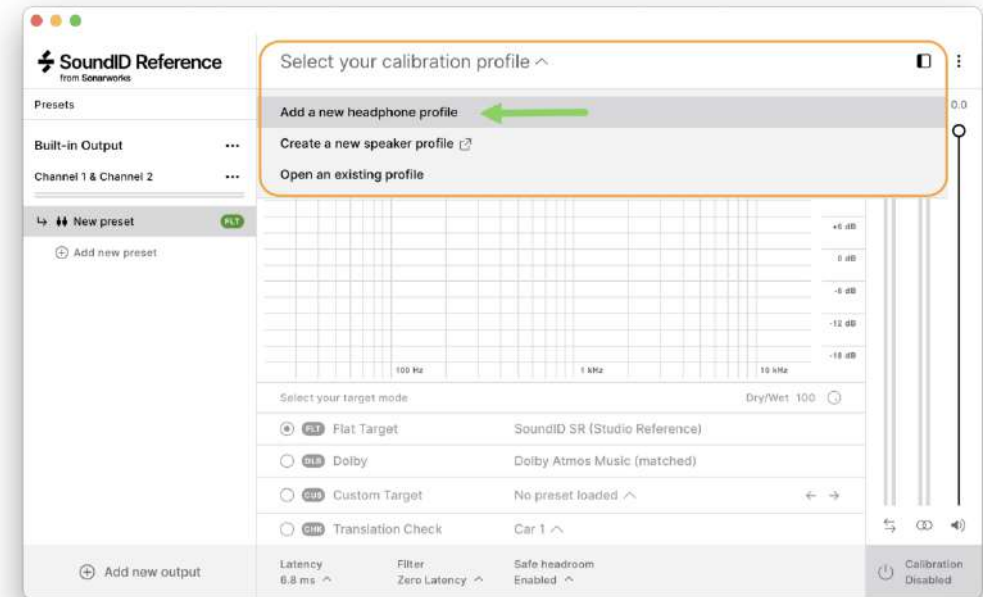 SoundID Reference
from Sonarworks
Select your calibration profile
Presets
Add a new headphone profile
0.0
Built-in Output
Create a new speaker profile
Channel 1 & Channel 2
Open an existing profile
New preset FLT
Add new preset
+6 dB
0 dB
-6 dB
-12 dB
-18 dB
100 Hz 1 kHz 10 kHz
Select your target mode Dry/Wet 100
FLT Flat Target SoundID SR (Studio Reference)
DLB Dolby Dolby Atmos Music (matched)
CUS Custom Target No preset loaded
CHK Translation Check Car 1
Add new output
Latency Filter Safe headroom Calibration
6.8 ms Zero Latency Enabled Disabled